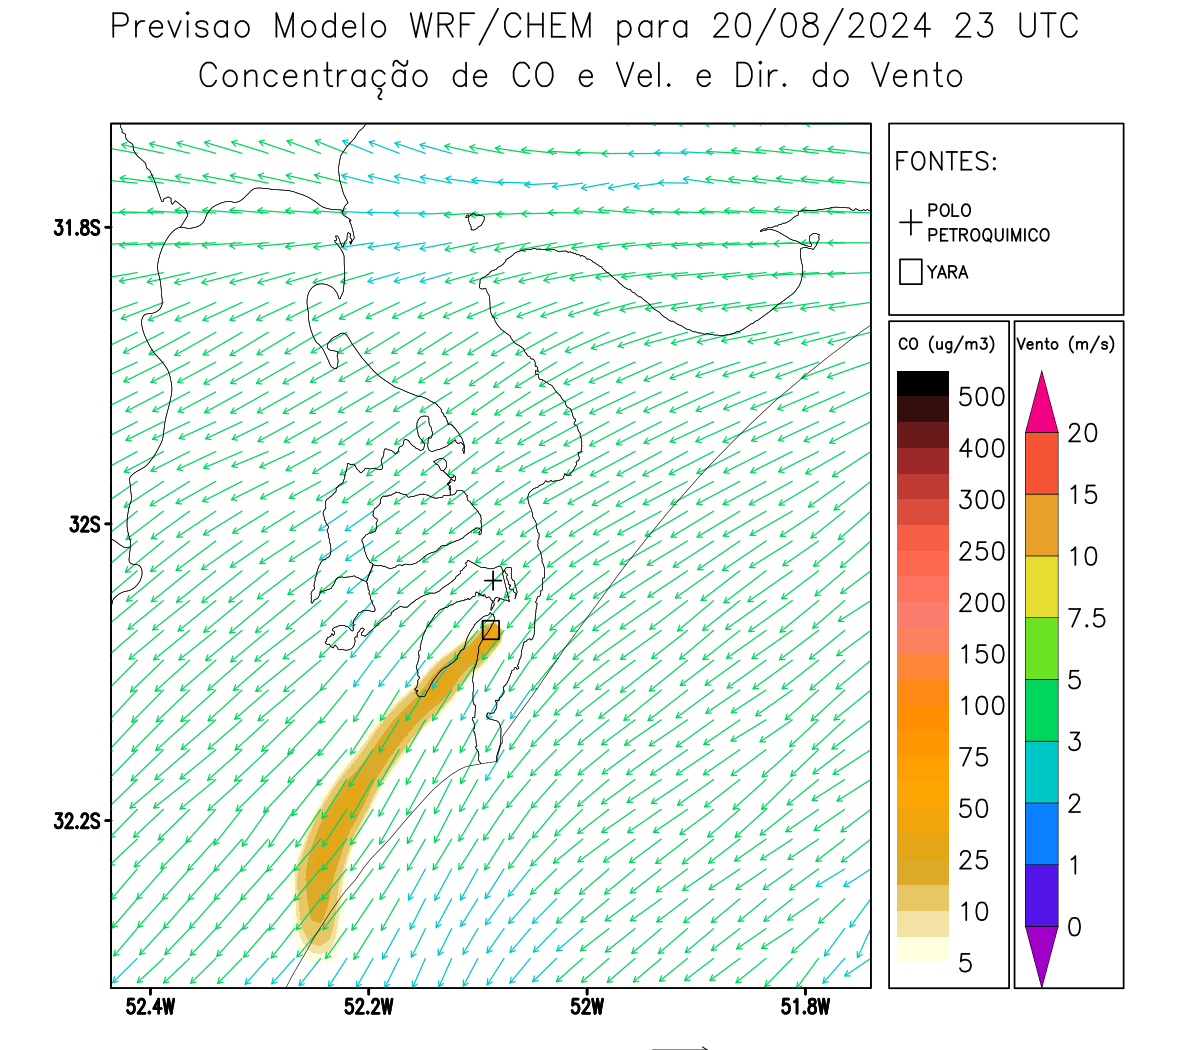 Previsao Modelo WRF/CHEM para 20/08/2024 23 UTC
Concentração de CO e Vel. e Dir. do Vento
FONTES:
POLO
PETROQUIMICO
YARA
CO (ug/m3)
500
400
300
250
200
150
100
75
50
25
10
5
Vento (m/s)
20
15
10
7.5
5
3
2
1
0
31.8S
32S
32.2S
52.4W
52.2W
52W
51.8W